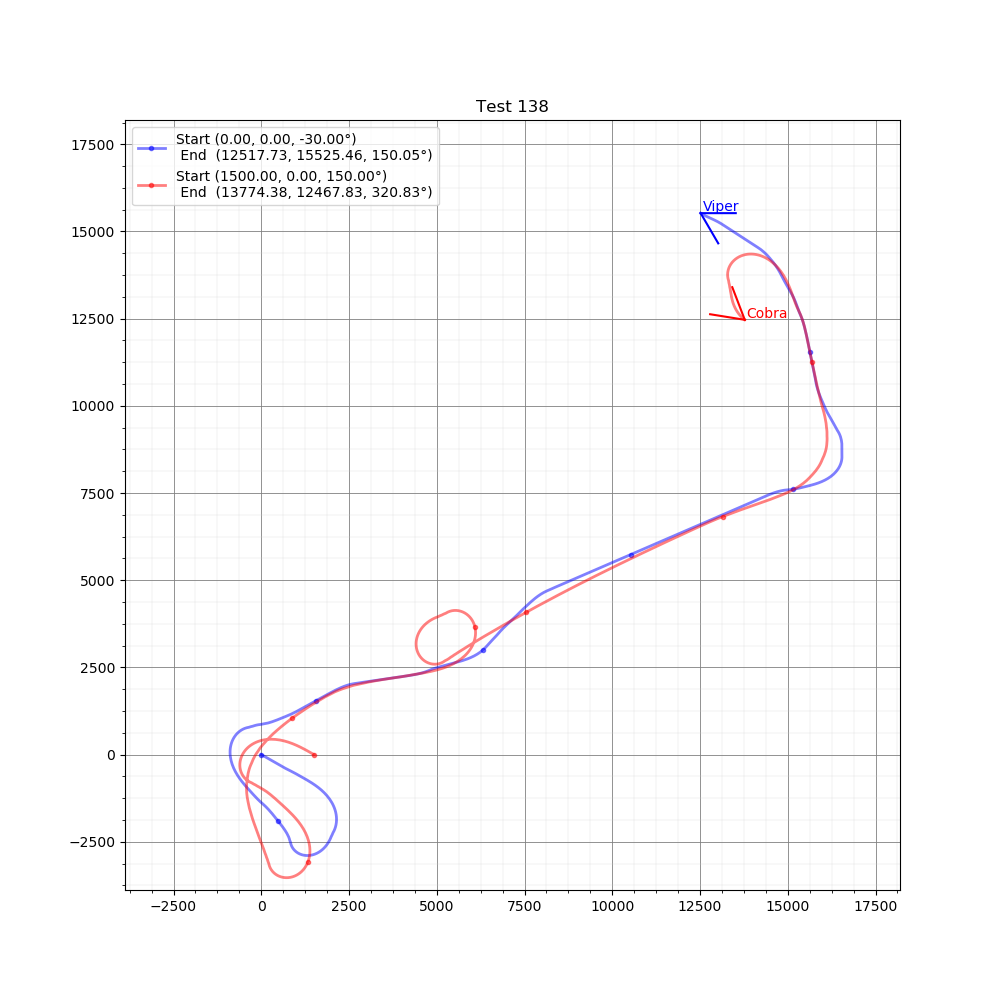 Test 138
Start (0.00, 0.00, -30.00°)
End  (12517.73, 15525.46, 150.05°)
Start (1500.00, 0.00, 150.00°)
End  (13774.38, 12467.83, 320.83°)
17500
15000
12500
10000
7500
5000
2500
0
−2500
Viper
Cobra
−2500 0 2500 5000 7500 10000 12500 15000 17500